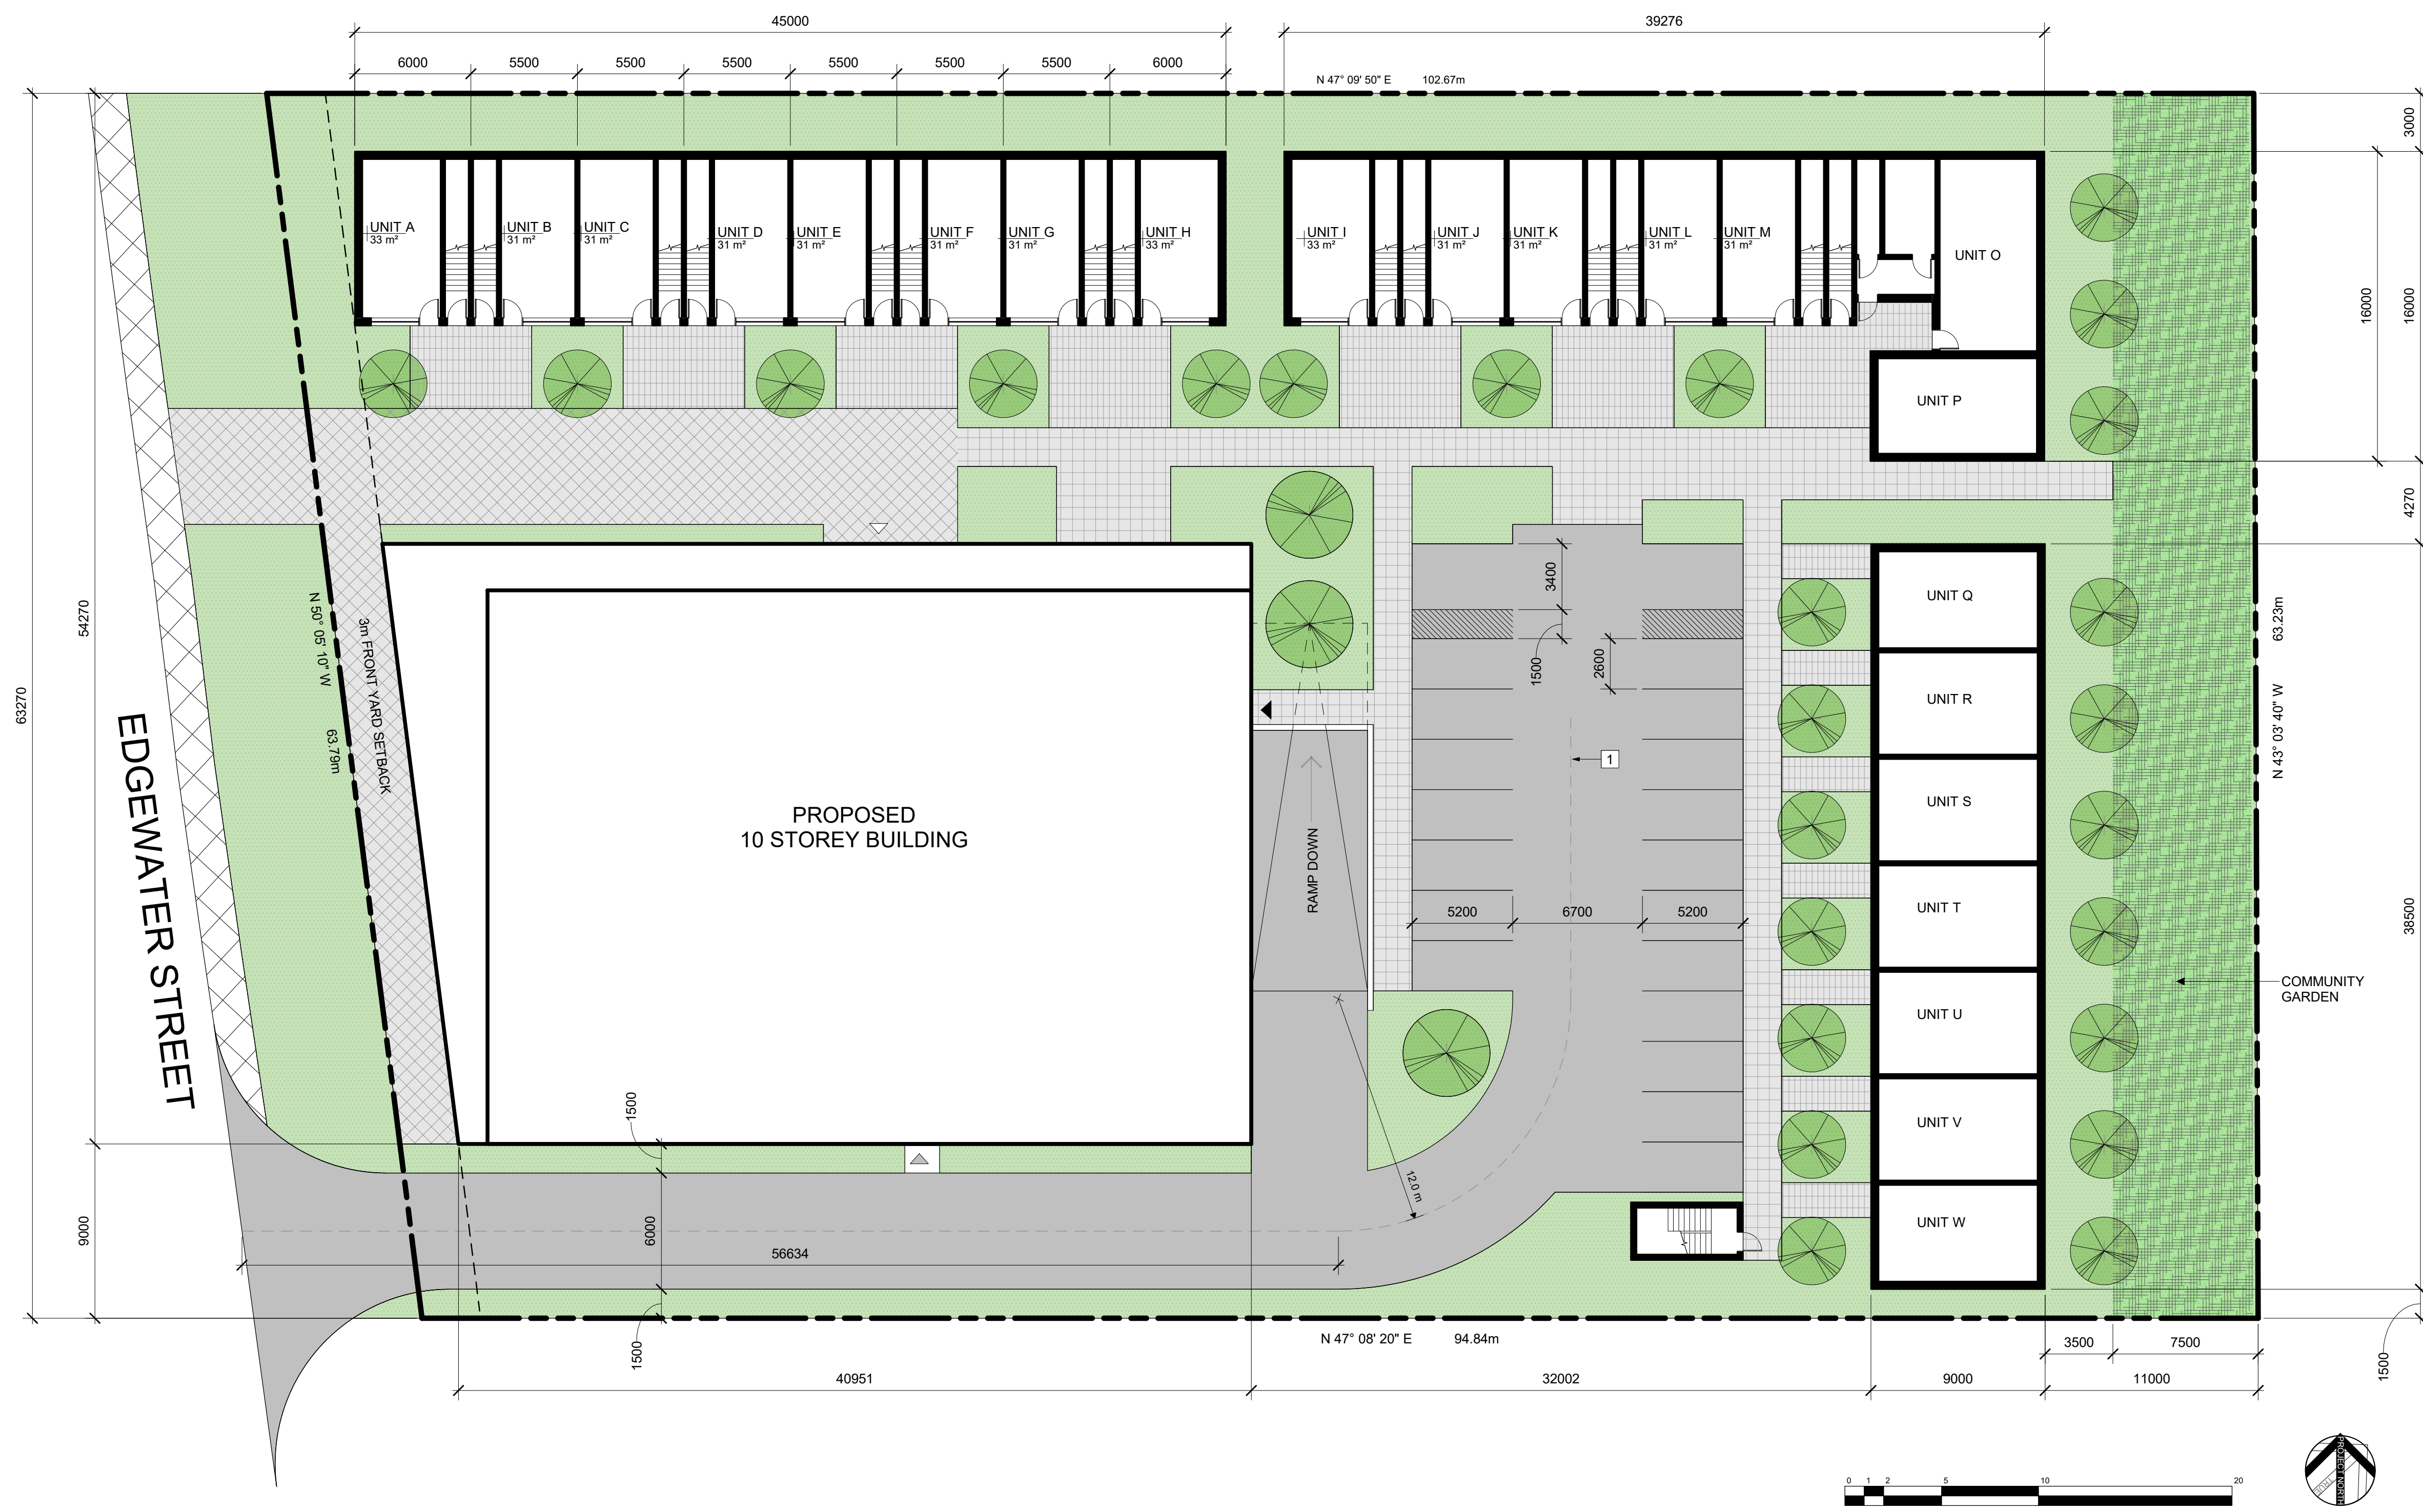 45000
39276
6000
5500
5500
5500
5500
5500
5500
6000
N 47° 09' 50" E 102.67m
3000
UNIT A
33 m²
UNIT B
31 m²
UNIT C
31 m²
UNIT D
31 m²
UNIT E
31 m²
UNIT F
31 m²
UNIT G
31 m²
UNIT H
33 m²
UNIT I
33 m²
UNIT J
31 m²
UNIT K
31 m²
UNIT L
31 m²
UNIT M
31 m²
UNIT O
16000
16000
UNIT P
4270
63270
54270
N 50° 05' 10" W 63.79m
3m FRONT YARD SETBACK
EDGEWATER STREET
PROPOSED
10 STOREY BUILDING
RAMP DOWN
3400
1500
2600
1
5200
6700
5200
UNIT Q
UNIT R
UNIT S
UNIT T
UNIT U
UNIT V
UNIT W
N 43° 03' 40" W 63.23m
38500
COMMUNITY
GARDEN
1500
12.0 m
9000
6000
56634
1500
N 47° 08' 20" E 94.84m
3500
7500
1500
40951
32002
9000
11000
0 1 2 5 10 20
PROJECT NORTH
TRUE